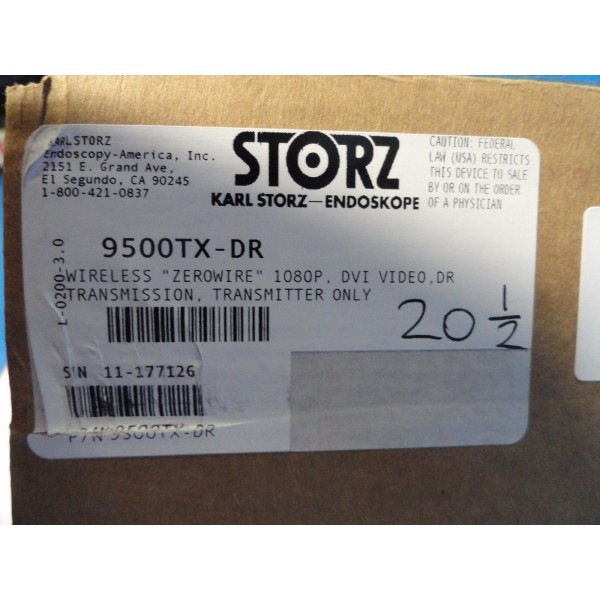 KARL STORZ
Endoscopy-America, Inc.
2151 E. Grand Ave,
El Segundo, CA 90245
1-800-421-0837
STORZ
KARL STORZ—ENDOSKOPE
CAUTION: FEDERAL
LAW (USA) RESTRICTS
THIS DEVICE TO SALE
BY OR ON THE ORDER
OF A PHYSICIAN
L-0200-3.0
9500TX-DR
WIRELESS "ZEROWIRE" 1080P, DVI VIDEO,DR
TRANSMISSION, TRANSMITTER ONLY
20 1/2
S/N 11-177126
P/N 9500TX-DR